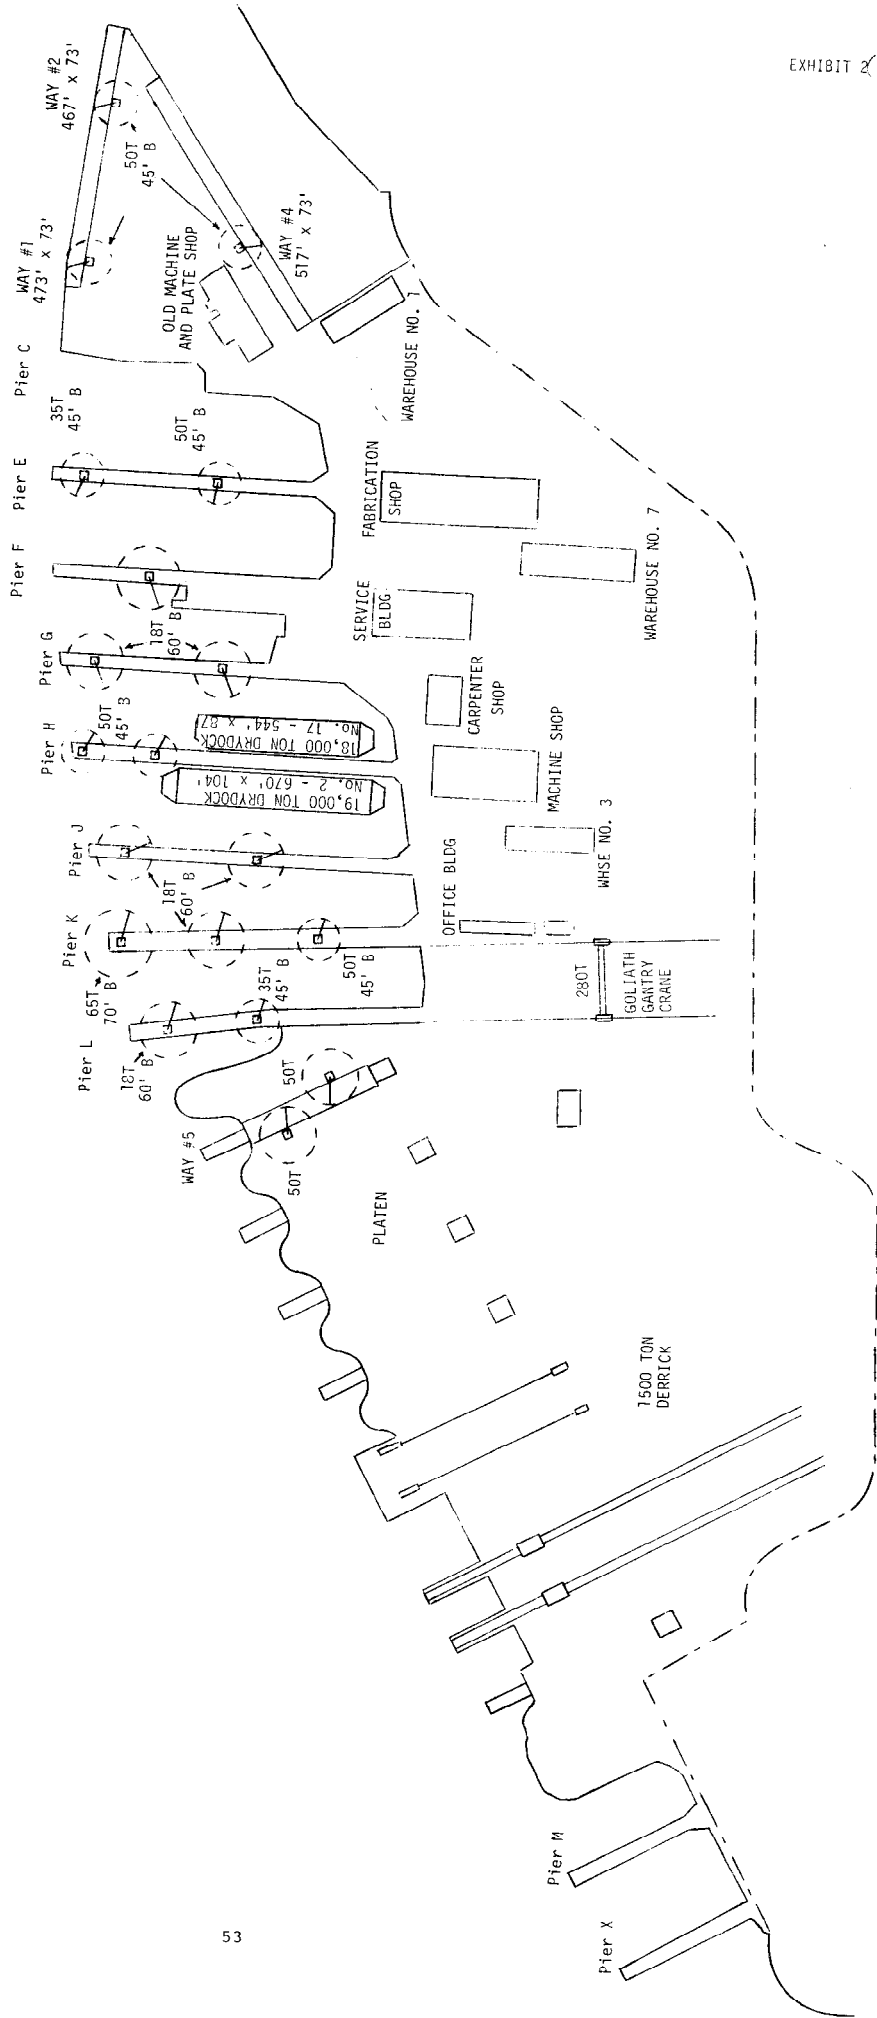 EXHIBIT 2
WAY #2
467' x 73'
50T
45' B
WAY #1
473' x 73'
WAY #4
517' x 73'
OLD MACHINE
AND PLATE SHOP
Pier C
WAREHOUSE NO. 1
35T
45' B
50T
45' B
Pier E
FABRICATION
SHOP
Pier F
WAREHOUSE NO. 7
SERVICE
BLDG
18T
60' B
Pier G
CARPENTER
SHOP
50T
45' B
Pier H
18,000 TON DRYDOCK
No. 17 - 544' x 87'
19,000 TON DRYDOCK
No. 2 - 670' x 104'
MACHINE SHOP
Pier J
18T
60' B
WHSE NO. 3
OFFICE BLDG
Pier K
65T
70' B
35T
45' B
50T
45' B
280T
GOLIATH
GANTRY
CRANE
Pier L
18T
60' B
50T
WAY #5
50T
PLATEN
1500 TON
DERRICK
Pier M
Pier X
53